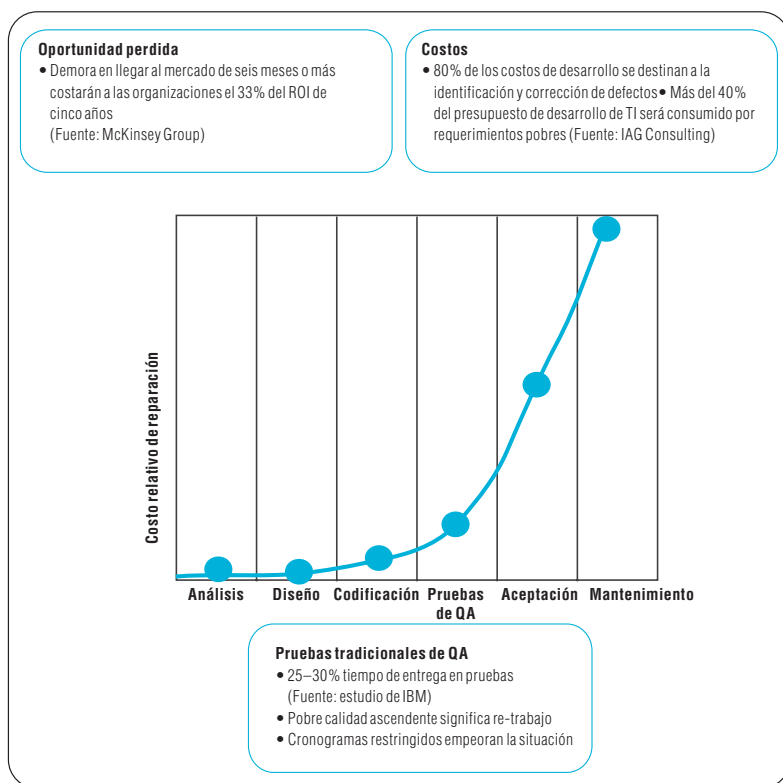 Oportunidad perdida
• Demora en llegar al mercado de seis meses o más
costarán a las organizaciones el 33% del ROI de
cinco años
(Fuente: McKinsey Group)
Costos
• 80% de los costos de desarrollo se destinan a la
identificación y corrección de defectos • Más del 40%
del presupuesto de desarrollo de TI será consumido por
requerimientos pobres (Fuente: IAG Consulting)
Costo relativo de reparación
Análisis Diseño Codificación Pruebas Aceptación Mantenimiento
de QA
Pruebas tradicionales de QA
• 25–30% tiempo de entrega en pruebas
(Fuente: estudio de IBM)
• Pobre calidad ascendente significa re-trabajo
• Cronogramas restringidos empeoran la situación